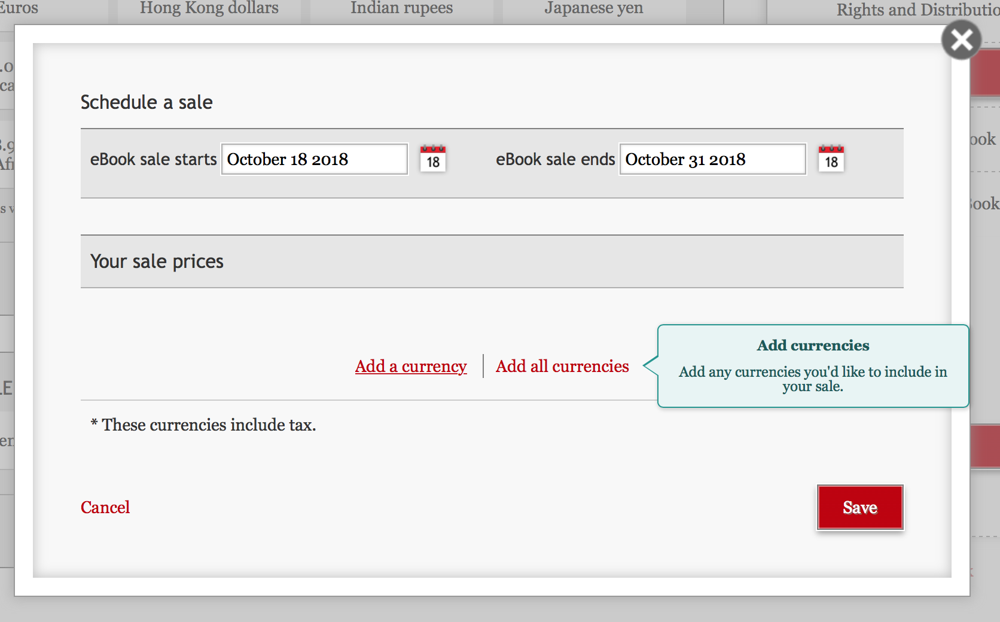 Euros Hong Kong dollars Indian rupees Japanese yen
Rights and
Schedule a sale
eBook sale starts October 18 2018 18 eBook sale ends October 31 2018 18
Your sale prices
Add currencies
Add any currencies you'd like to include in
your sale.
Add a currency Add all currencies
* These currencies include tax.
Cancel
Save